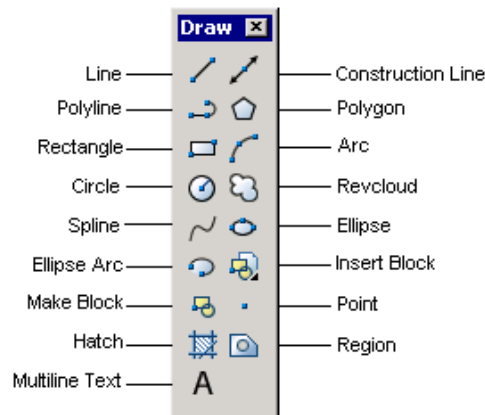 Draw
Line
Construction Line
Polyline
Polygon
Rectangle
Arc
Circle
Revcloud
Spline
Ellipse
Ellipse Arc
Insert Block
Make Block
Point
Hatch
Region
Multiline Text
A